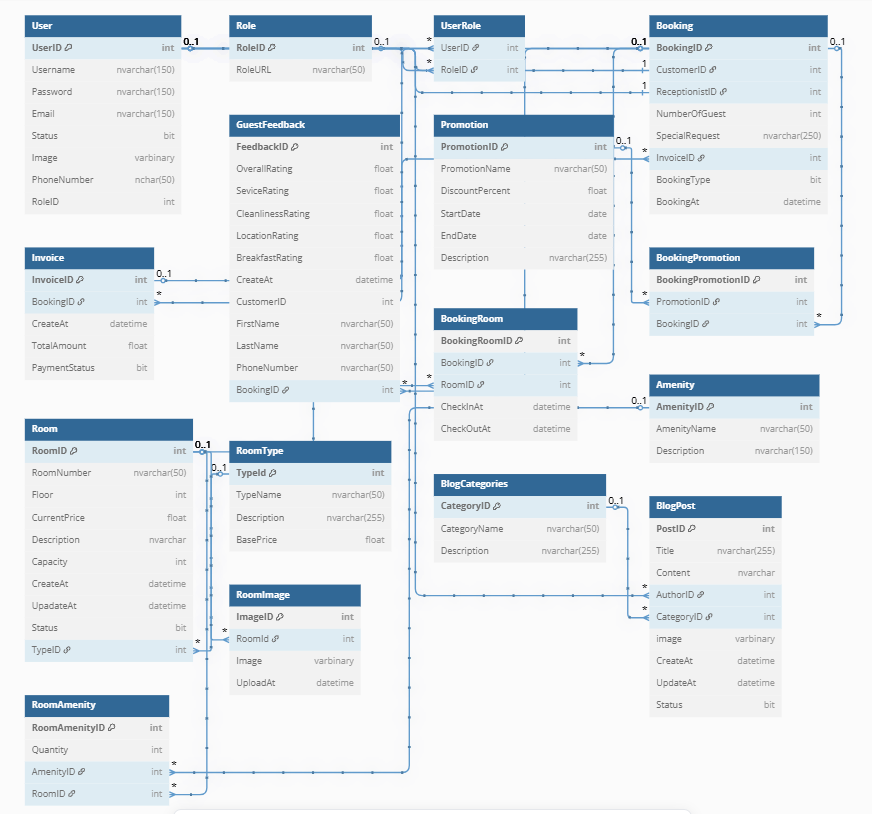 User
UserID int
Username nvarchar(150)
Password nvarchar(150)
Email nvarchar(150)
Status bit
Image varbinary
PhoneNumber nchar(50)
RoleID int
0..1
Role
RoleID int
RoleURL nvarchar(50)
0..1
UserRole
UserID int
RoleID int
*
*
Booking
BookingID int
CustomerID int
ReceptionistID int
NumberOfGuest int
SpecialRequest nvarchar(250)
InvoiceID int
BookingType bit
BookingAt datetime
0..1
0..1
1
1
*
GuestFeedback
FeedbackID int
OverallRating float
SeviceRating float
CleanlinessRating float
LocationRating float
BreakfastRating float
CreateAt datetime
CustomerID int
FirstName nvarchar(50)
LastName nvarchar(50)
PhoneNumber nvarchar(50)
BookingID int
*
Promotion
PromotionID int
PromotionName nvarchar(50)
DiscountPercent float
StartDate date
EndDate date
Description nvarchar(255)
0..1
Invoice
InvoiceID int
BookingID int
CreateAt datetime
TotalAmount float
PaymentStatus bit
0..1
*
BookingPromotion
BookingPromotionID int
PromotionID int
BookingID int
*
*
BookingRoom
BookingRoomID int
BookingID int
RoomID int
CheckInAt datetime
CheckOutAt datetime
*
*
Amenity
AmenityID int
AmenityName nvarchar(50)
Description nvarchar(150)
0..1
Room
RoomID int
RoomNumber nvarchar(50)
Floor int
CurrentPrice float
Description nvarchar
Capacity int
CreateAt datetime
UpadateAt datetime
Status bit
TypeID int
0..1
*
RoomType
TypeId int
TypeName nvarchar(50)
Description nvarchar(255)
BasePrice float
0..1
BlogCategories
CategoryID int
CategoryName nvarchar(50)
Description nvarchar(255)
0..1
BlogPost
PostID int
Title nvarchar(255)
Content nvarchar
AuthorID int
CategoryID int
image varbinary
CreateAt datetime
UpdateAt datetime
Status bit
*
*
RoomImage
ImageID int
RoomId int
Image varbinary
UploadAt datetime
*
RoomAmenity
RoomAmenityID int
Quantity int
AmenityID int
RoomID int
*
*